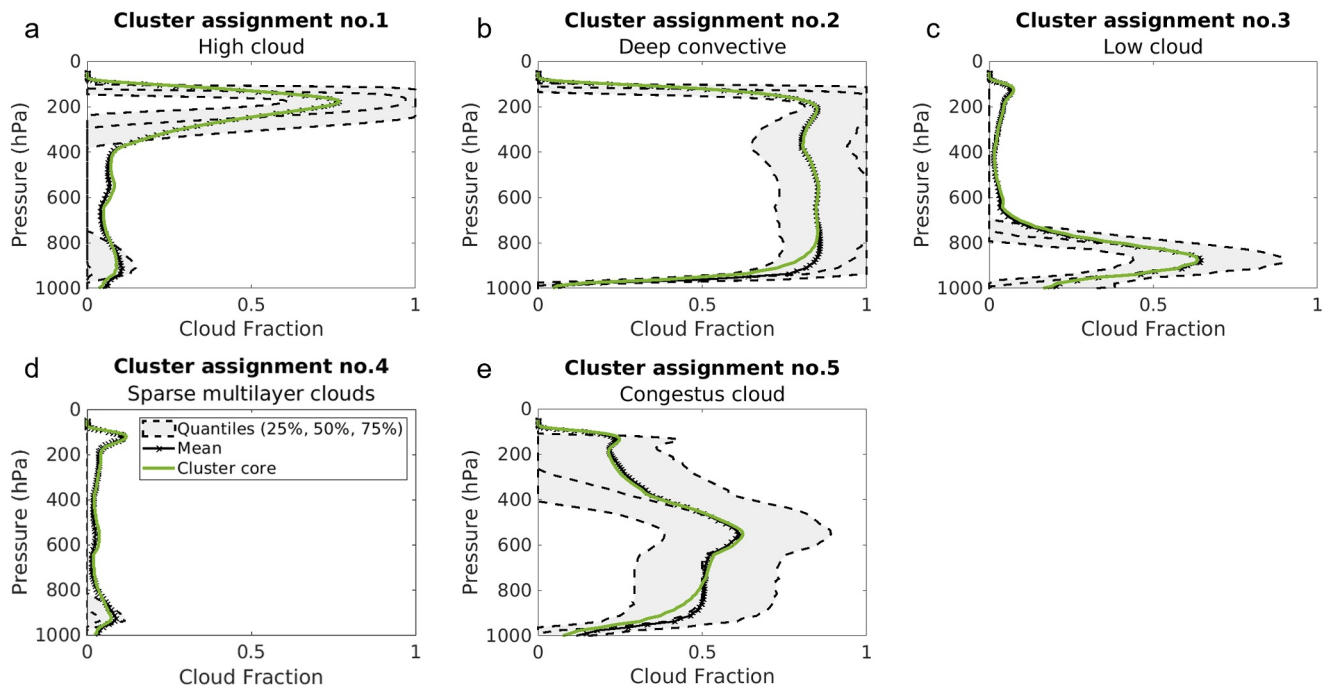 a
Cluster assignment no.1
High cloud
0
200
400
600
800
1000
Pressure (hPa)
0
0.5
1
Cloud Fraction
b
Cluster assignment no.2
Deep convective
0
200
400
600
800
1000
Pressure (hPa)
0
0.5
1
Cloud Fraction
c
Cluster assignment no.3
Low cloud
0
200
400
600
800
1000
Pressure (hPa)
0
0.5
1
Cloud Fraction
d
Cluster assignment no.4
Sparse multilayer clouds
0
200
400
600
800
1000
Pressure (hPa)
Quantiles (25%, 50%, 75%)
Mean
Cluster core
0
0.5
1
Cloud Fraction
e
Cluster assignment no.5
Congestus cloud
0
200
400
600
800
1000
Pressure (hPa)
0
0.5
1
Cloud Fraction